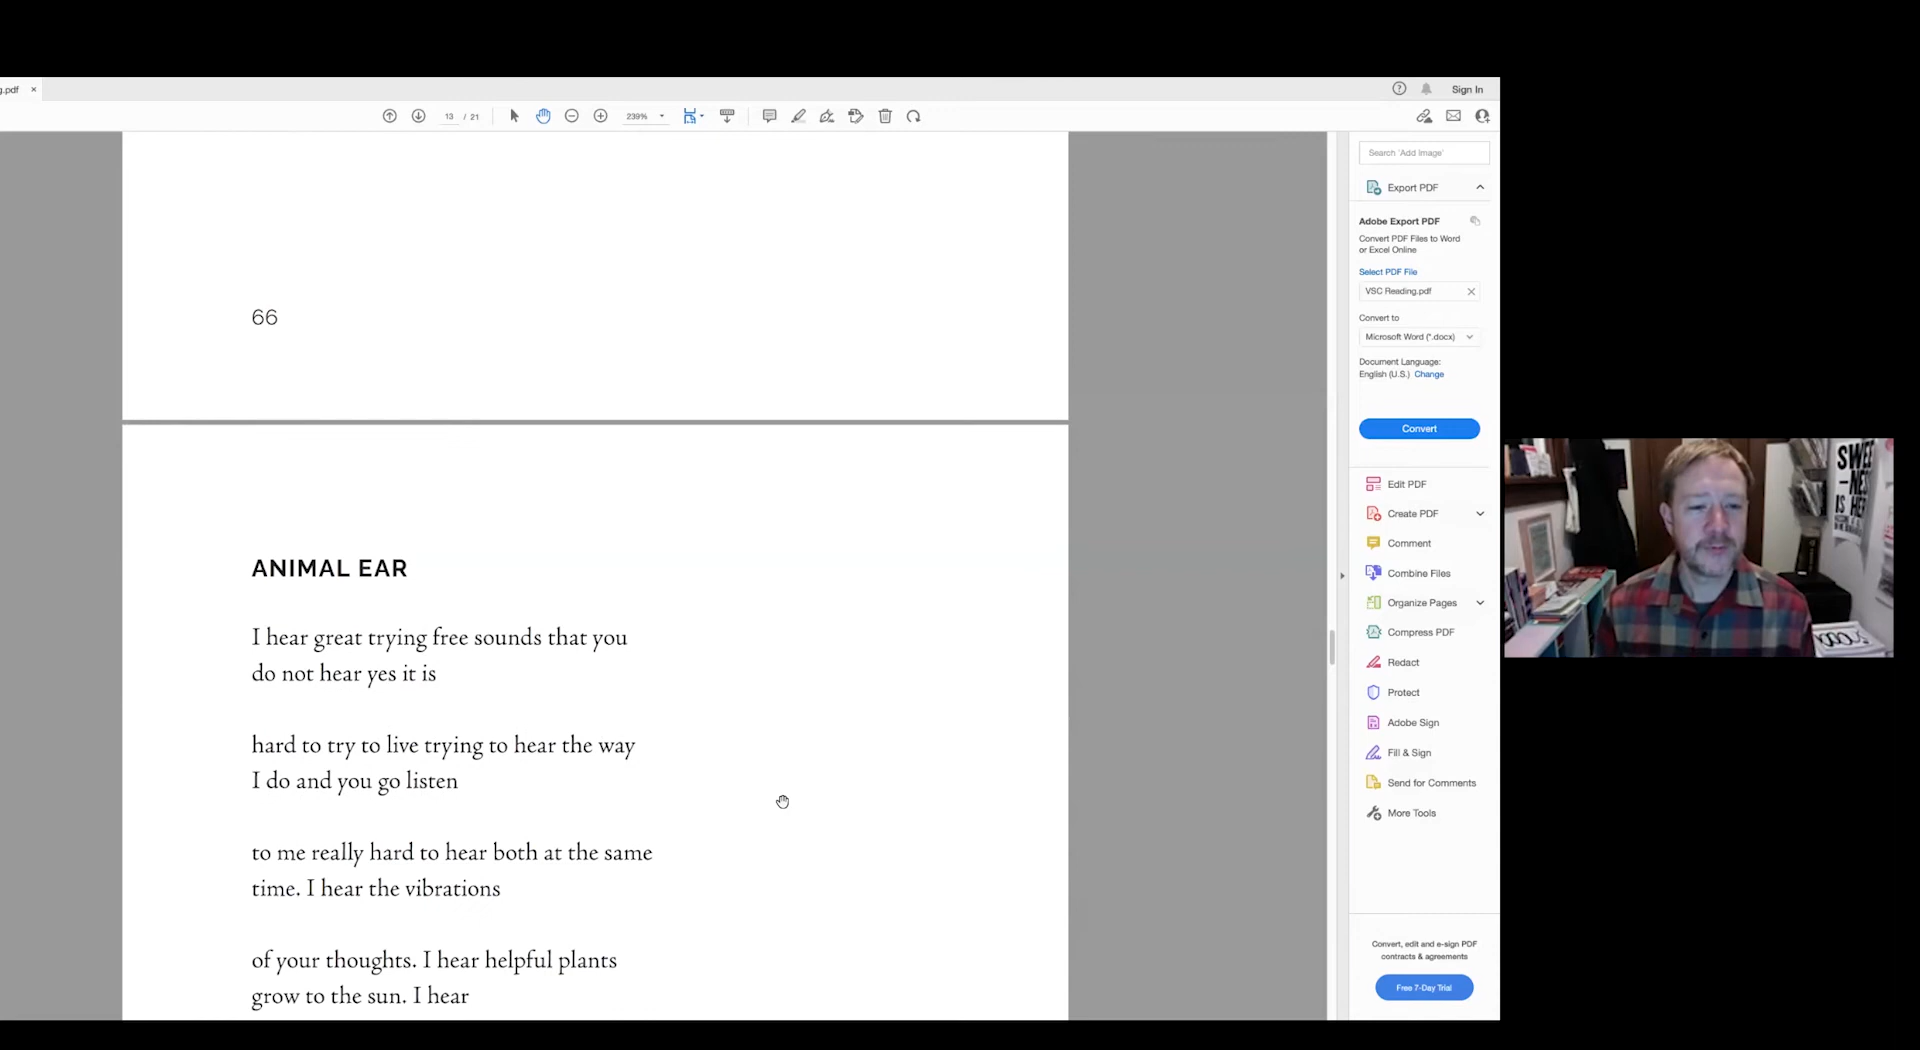 g.pdf ×
Sign In
13 / 21
239%
Search 'Add Image'
Export PDF
Adobe Export PDF
Convert PDF Files to Word
or Excel Online
Select PDF File
VSC Reading.pdf
Convert to
Microsoft Word (*.docx)
Document Language:
English (U.S.) Change
Convert
Edit PDF
Create PDF
Comment
Combine Files
Organize Pages
Compress PDF
Redact
Protect
Adobe Sign
Fill & Sign
Send for Comments
More Tools
Convert, edit and e-sign PDF
contracts & agreements
Free 7-Day Trial
66
ANIMAL EAR
I hear great trying free sounds that you
do not hear yes it is
hard to try to live trying to hear the way
I do and you go listen
to me really hard to hear both at the same
time. I hear the vibrations
of your thoughts. I hear helpful plants
grow to the sun. I hear
SWEE
-NES
IS HER